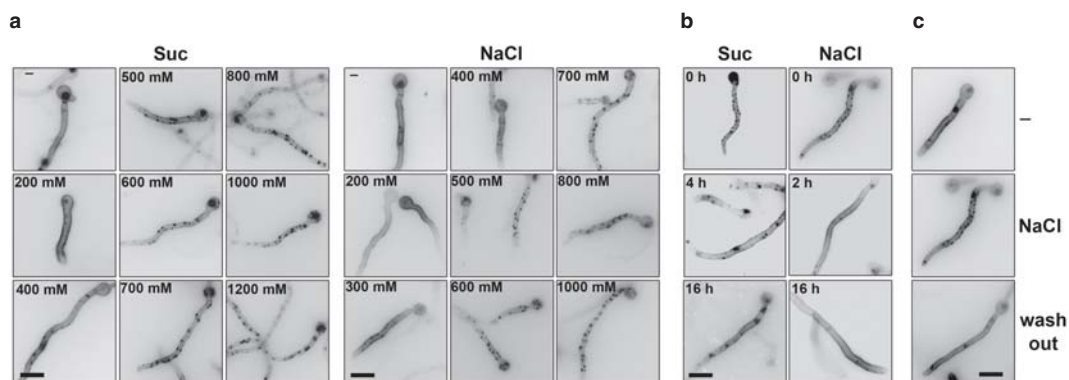 a
b
c
Suc
NaCl
Suc
NaCl
–
500 mM
800 mM
200 mM
600 mM
1000 mM
400 mM
700 mM
1200 mM
–
400 mM
700 mM
200 mM
500 mM
800 mM
300 mM
600 mM
1000 mM
0 h
0 h
4 h
2 h
16 h
16 h
–
NaCl
wash
out